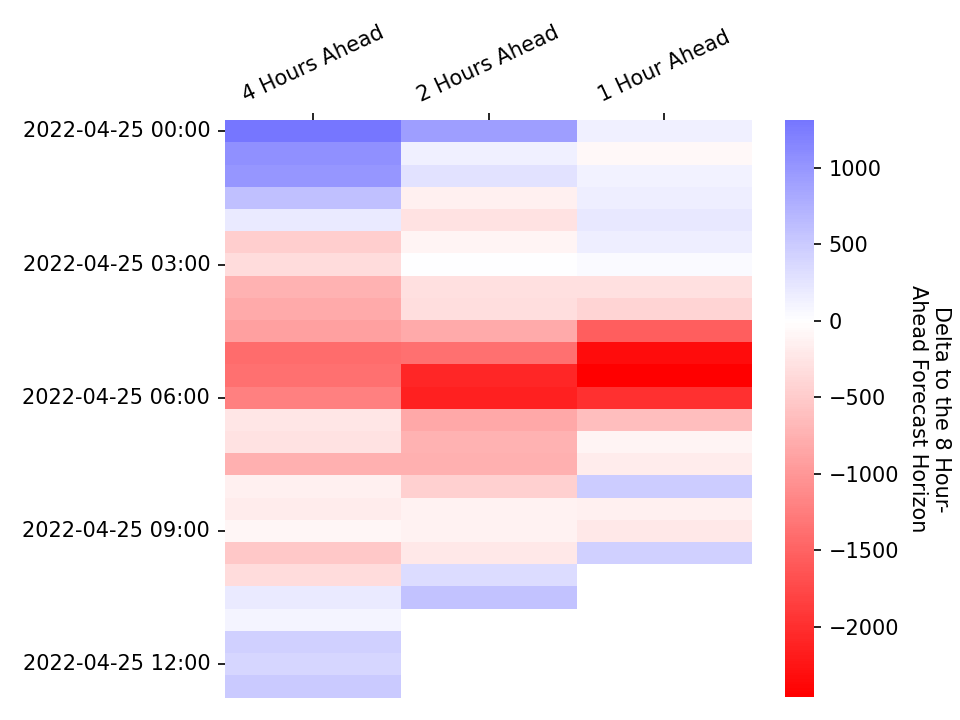 4 Hours Ahead
2 Hours Ahead
1 Hour Ahead
2022-04-25 00:00
2022-04-25 03:00
2022-04-25 06:00
2022-04-25 09:00
2022-04-25 12:00
1000
500
0
−500
−1000
−1500
−2000
Delta to the 8 Hour-
Ahead Forecast Horizon